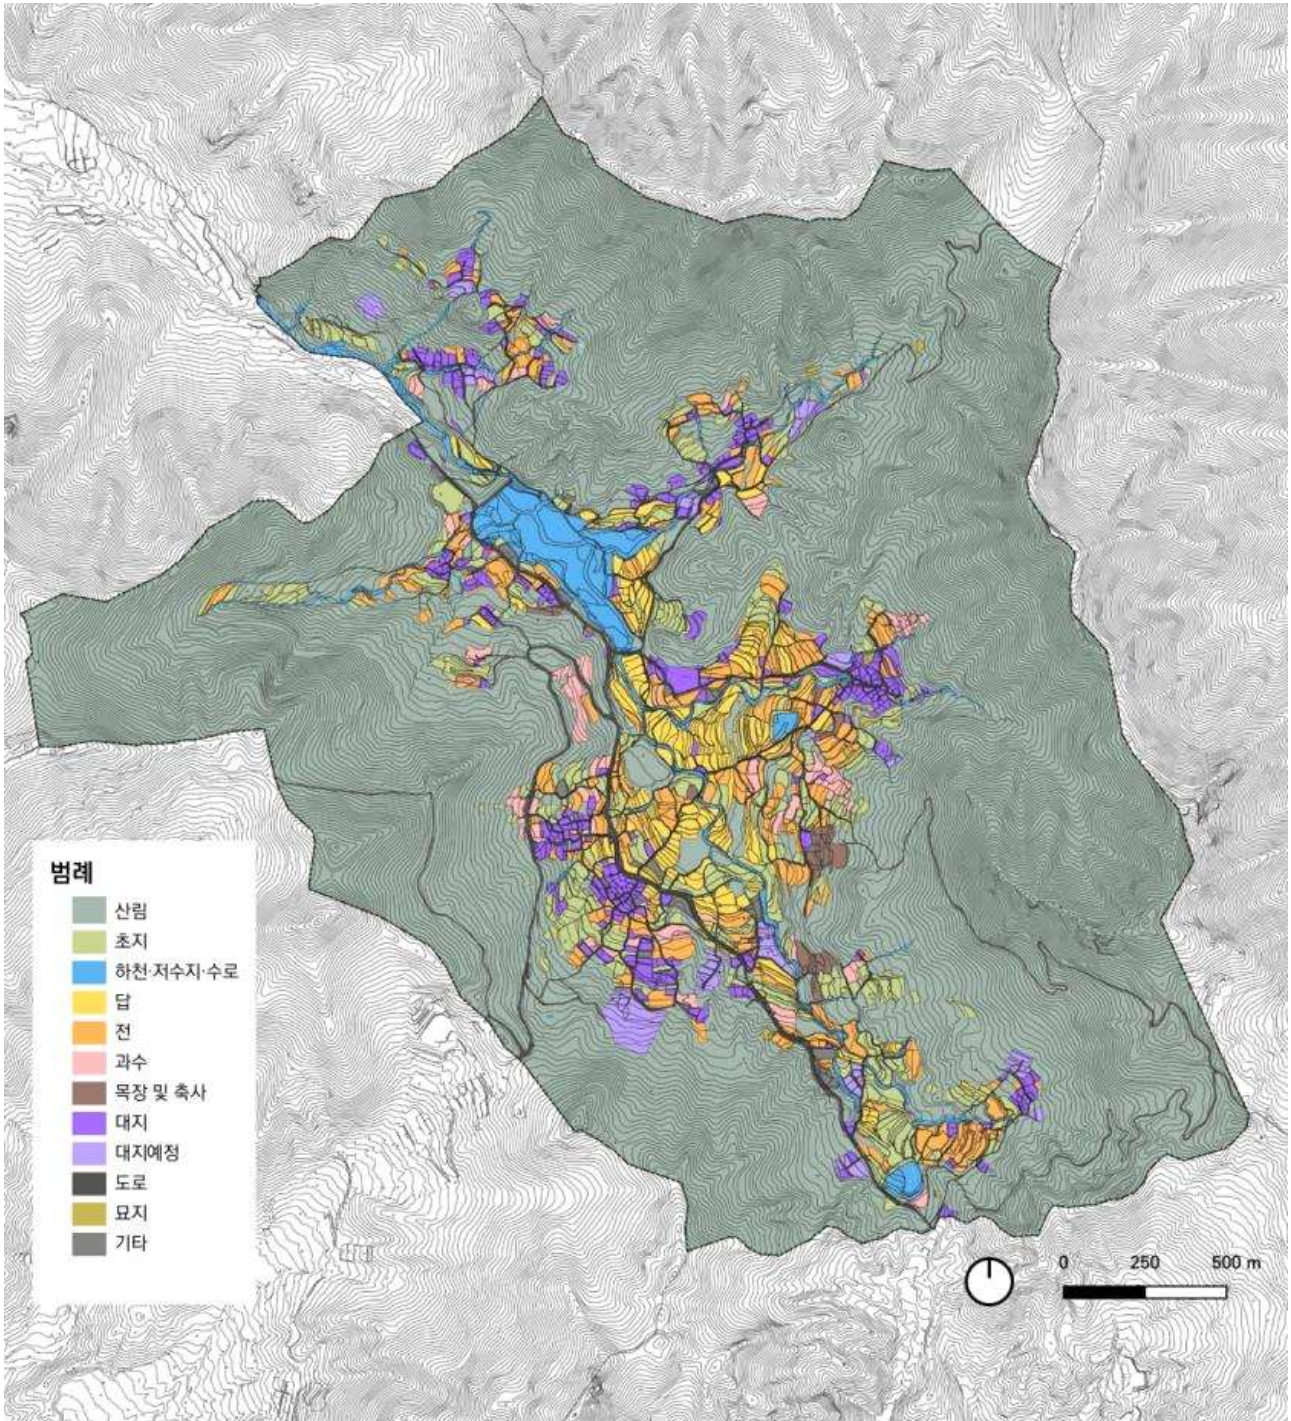 범례
산림
초지
하천·저수지·수로
답
전
과수
목장 및 축사
대지
대지예정
도로
묘지
기타
0 250 500 m